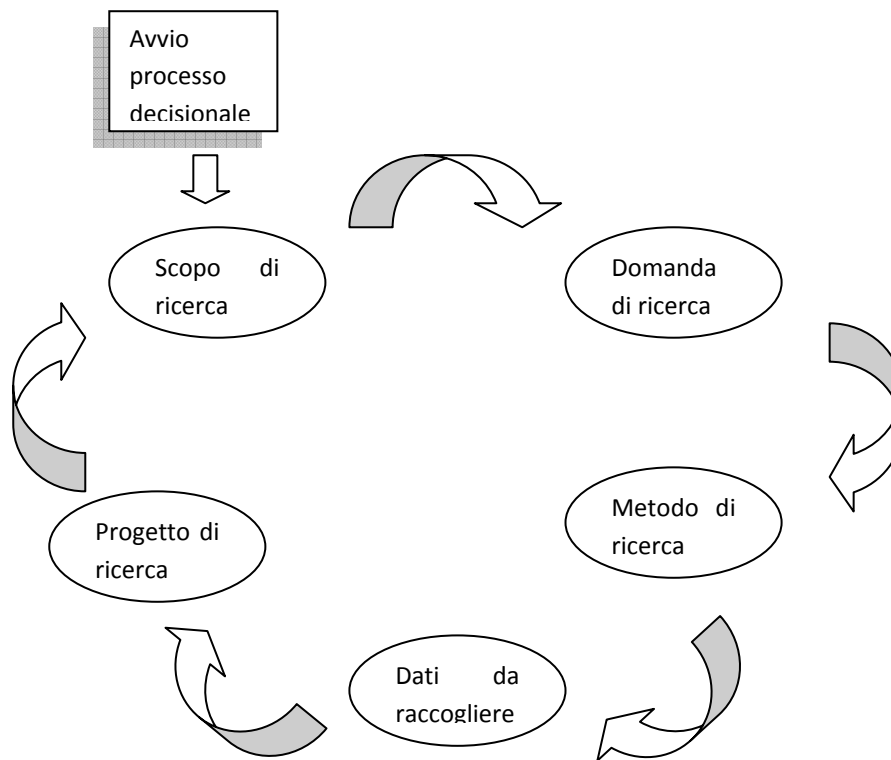 Avvio
processo
decisionale
Scopo di
ricerca
Domanda
di ricerca
Metodo di
ricerca
Dati da
raccogliere
Progetto di
ricerca